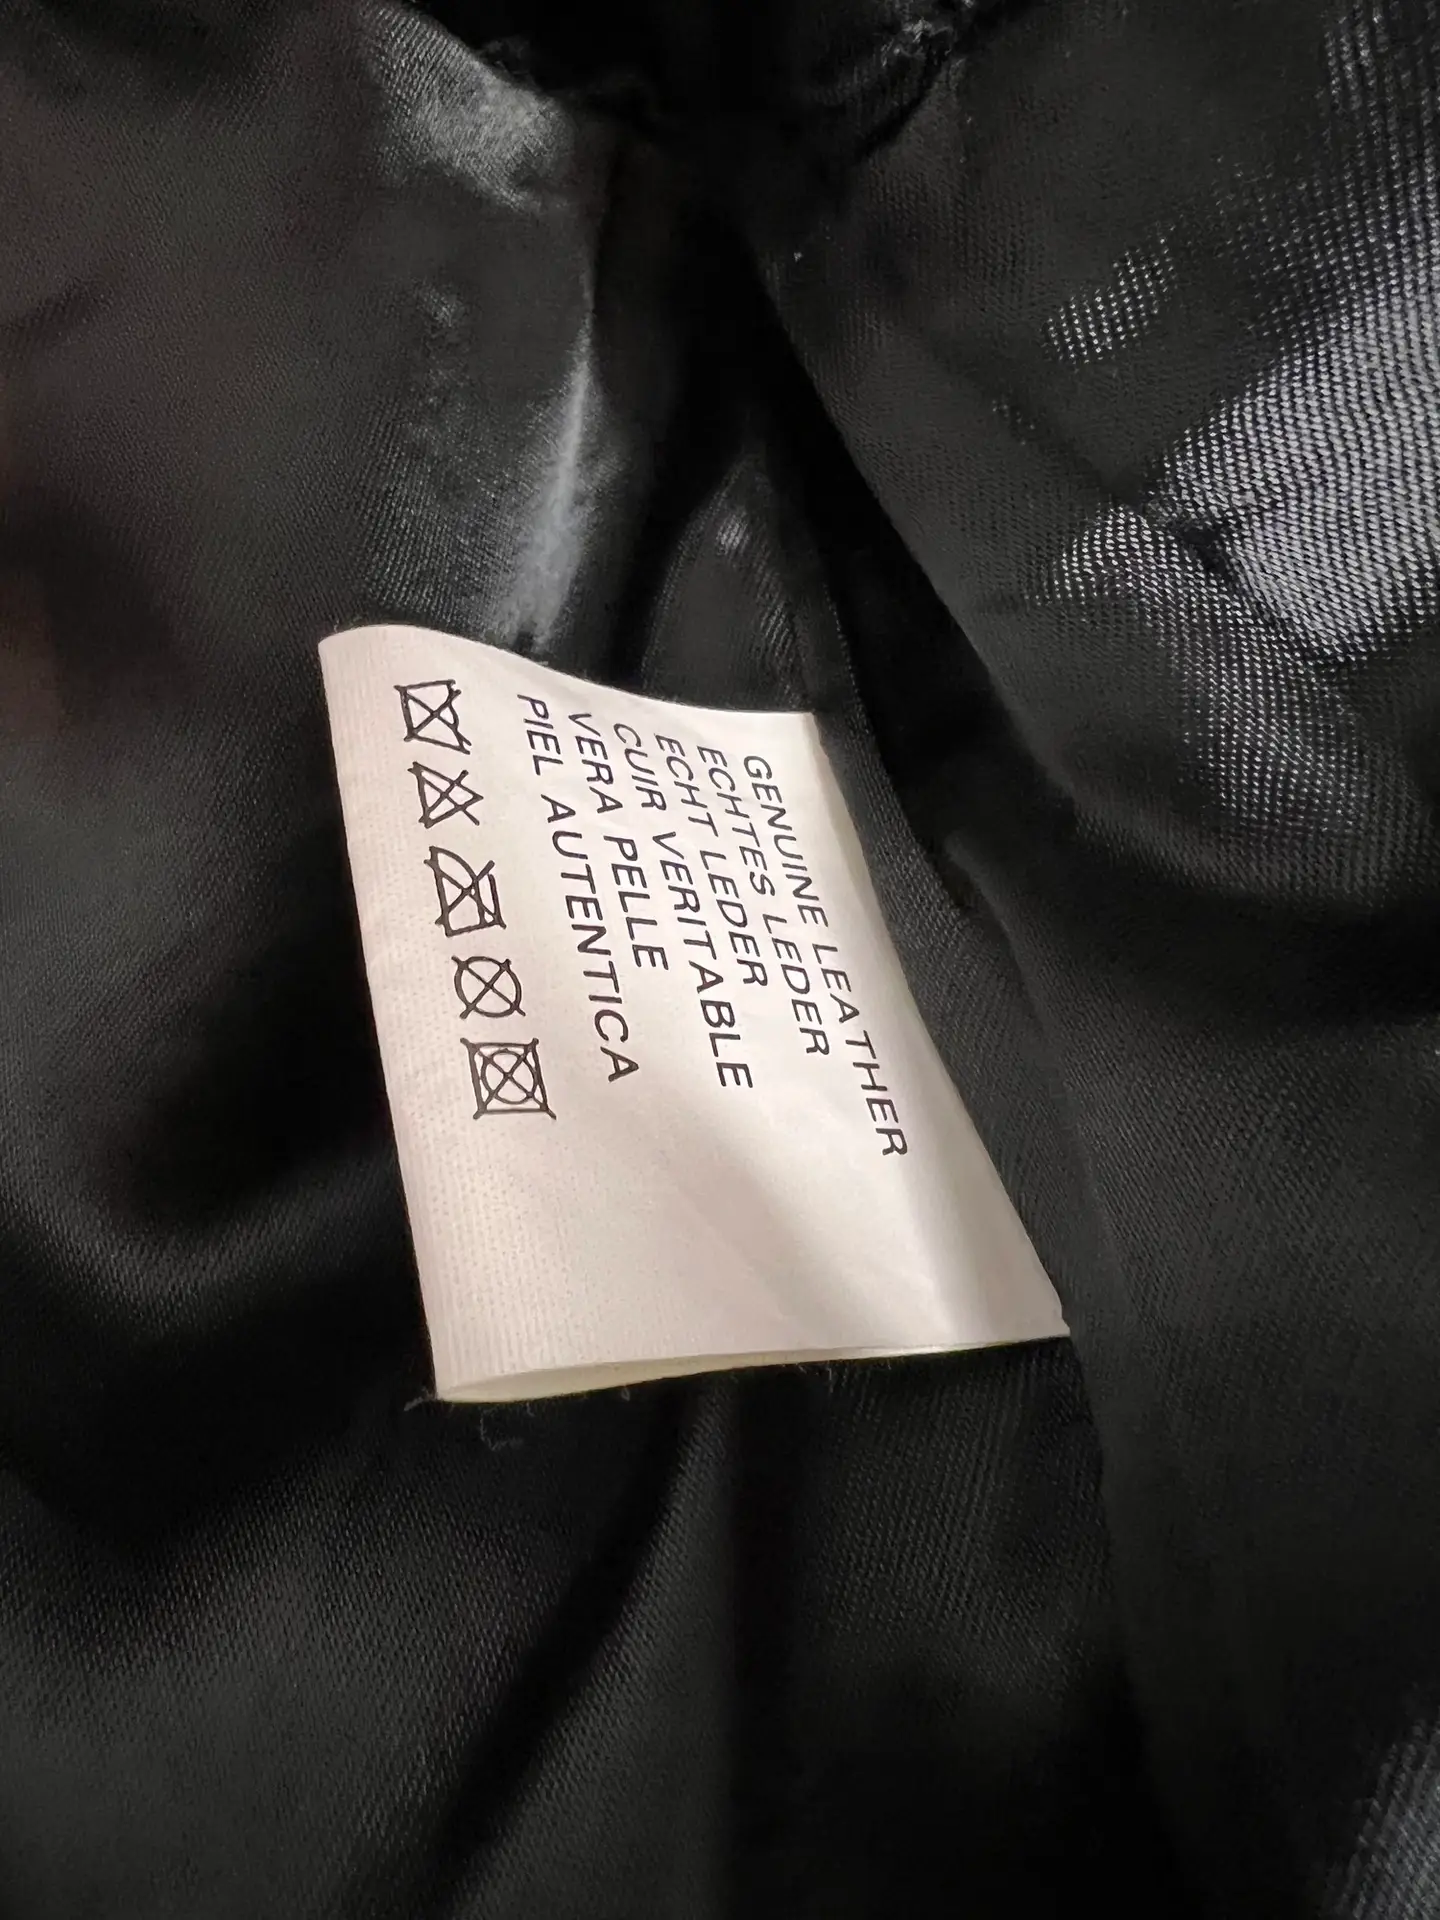 GENUINE LEATHER
ECHTES LEDER
ECHT LEDER
CUIR VERITABLE
VERA PELLE
PIEL AUTENTICA